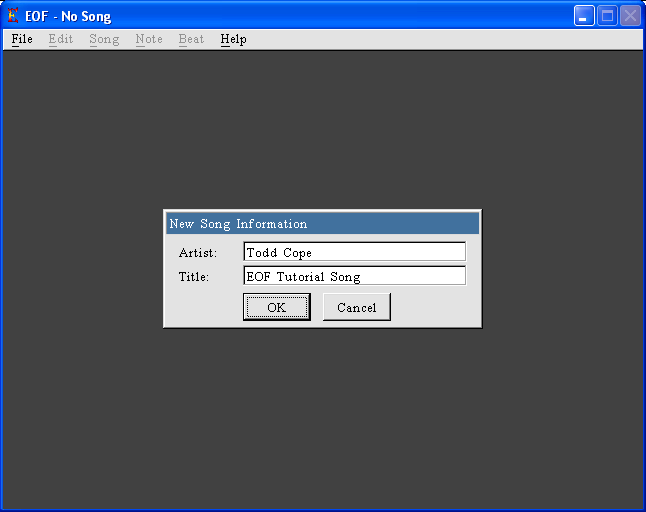 EOF - No Song
File Edit Song Note Beat Help
New Song Information
Artist: Todd Cope
Title: EOF Tutorial Song
OK Cancel